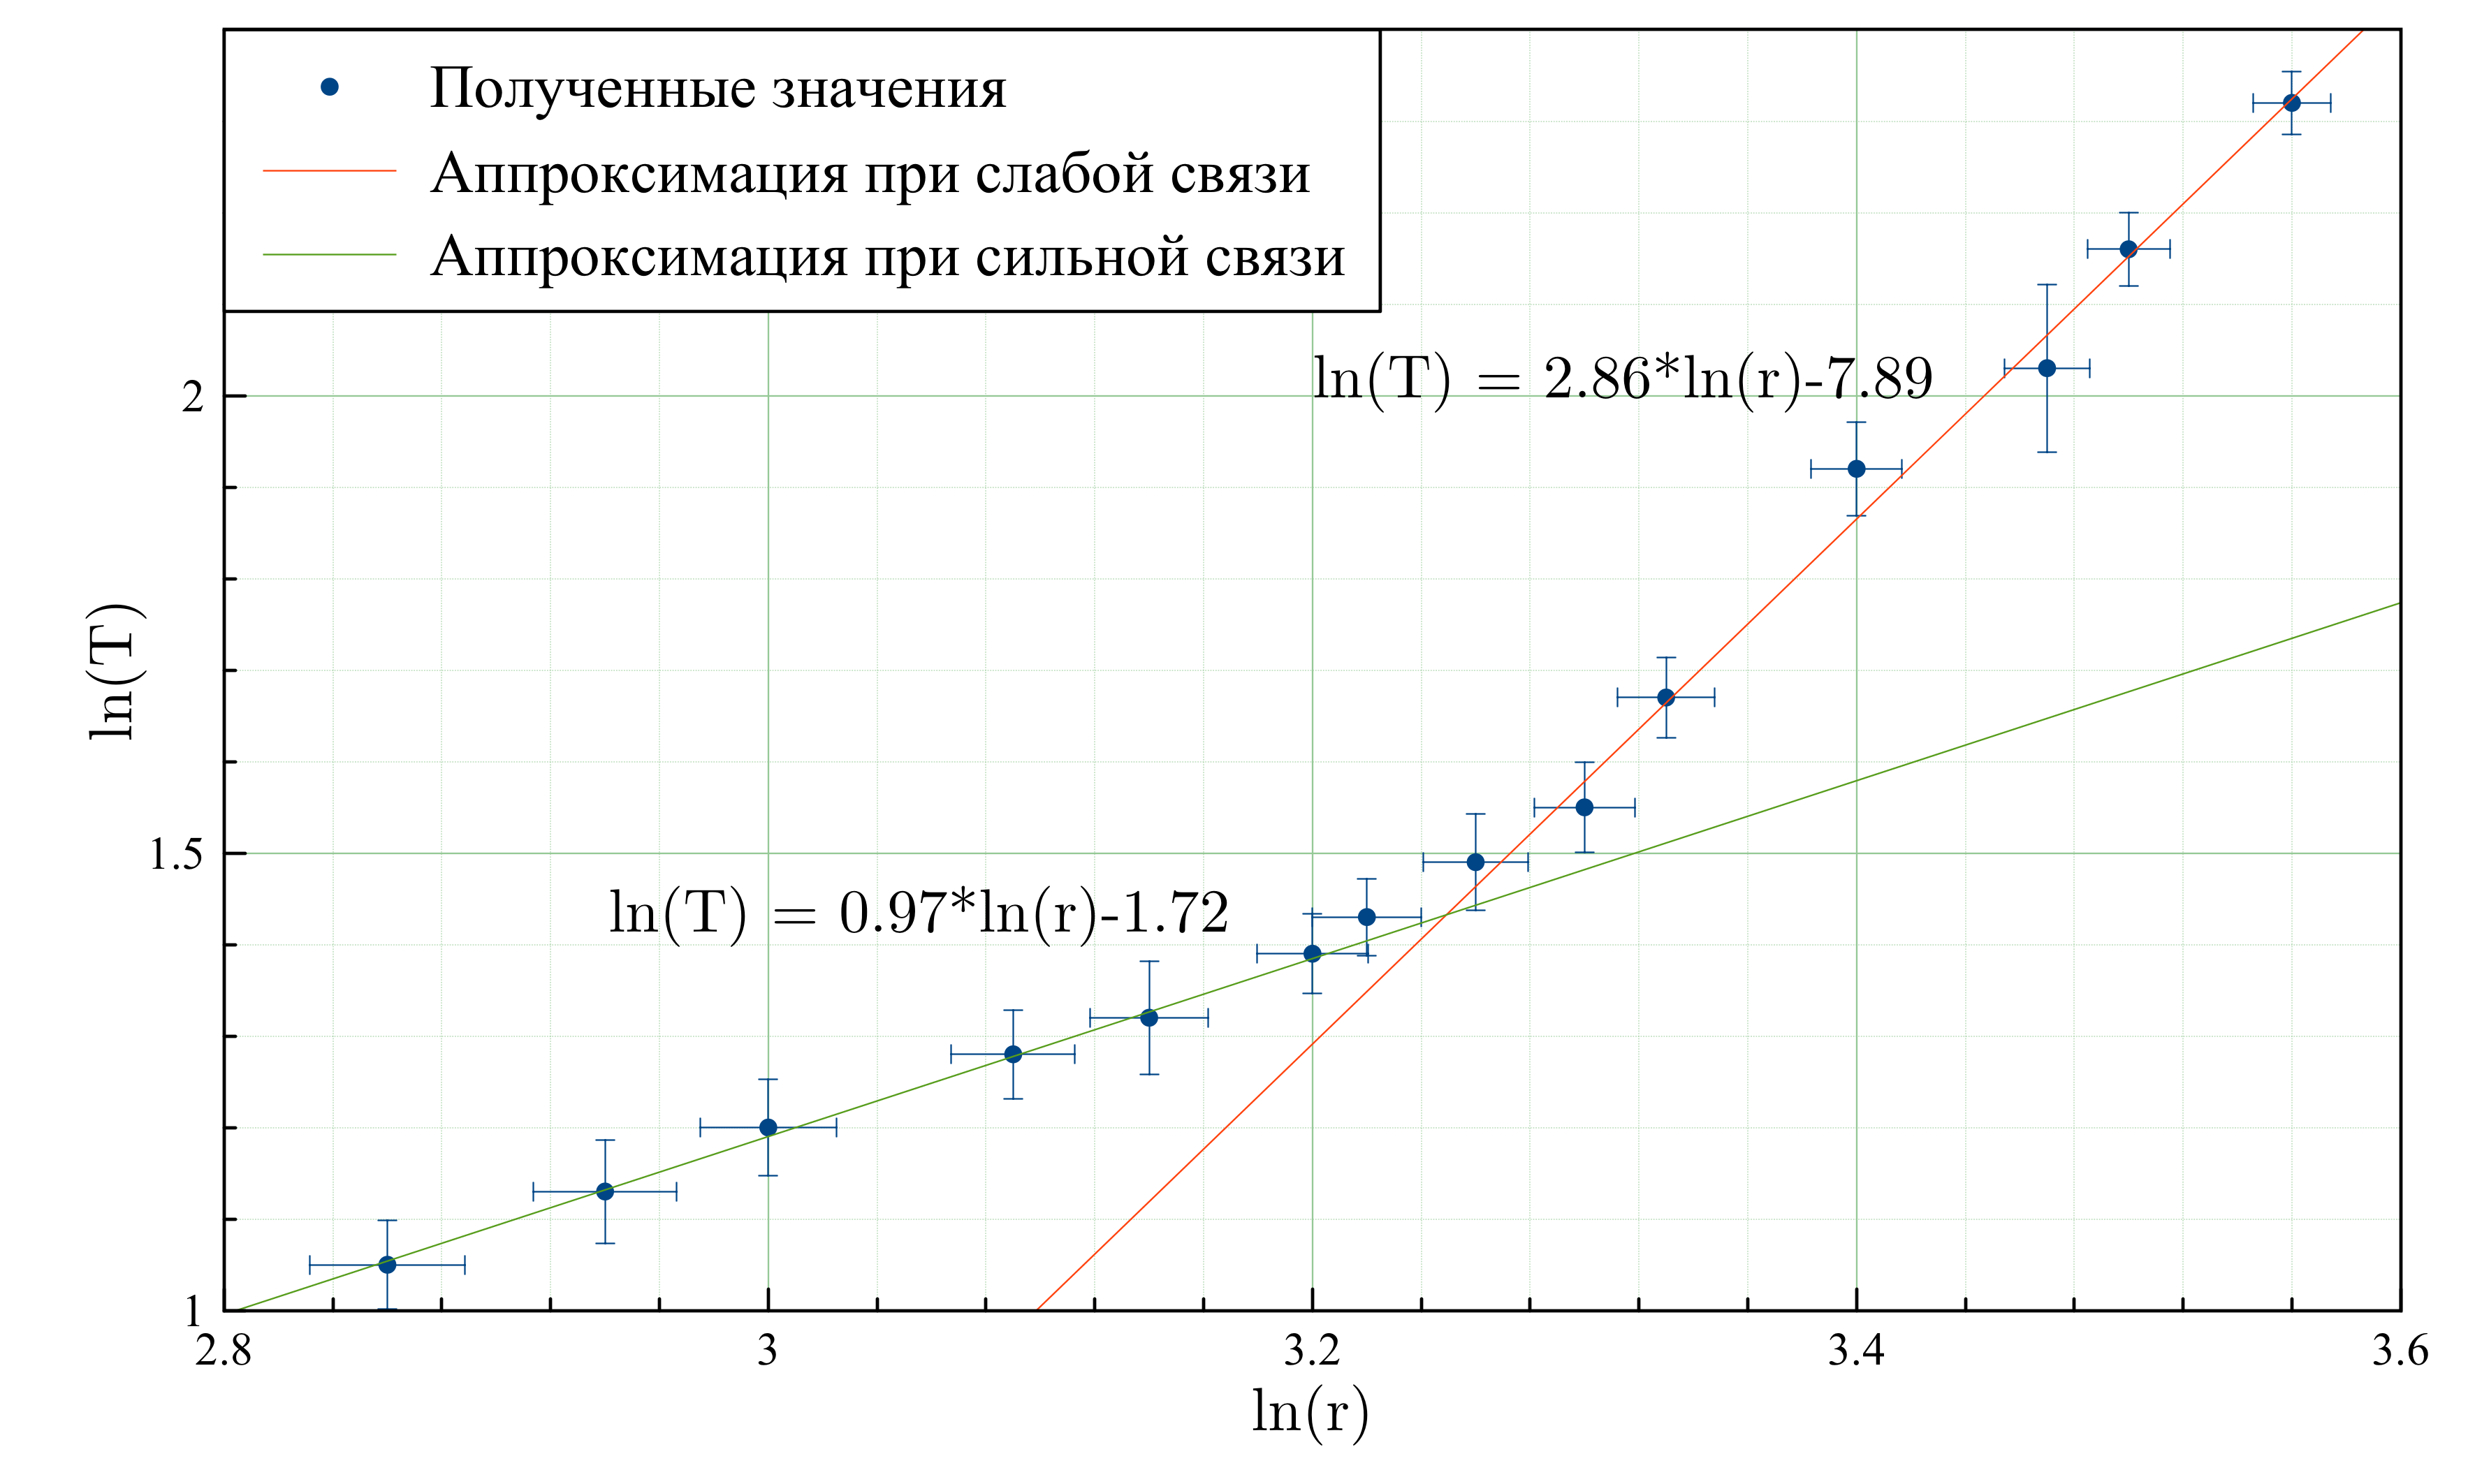 Полученные значения
Аппроксимация при слабой связи
Аппроксимация при сильной связи
ln(T) = 2.86*ln(r)-7.89
2
ln(T)
1.5
ln(T) = 0.97*ln(r)-1.72
1
2.8 3 3.2 3.4 3.6
ln(r)